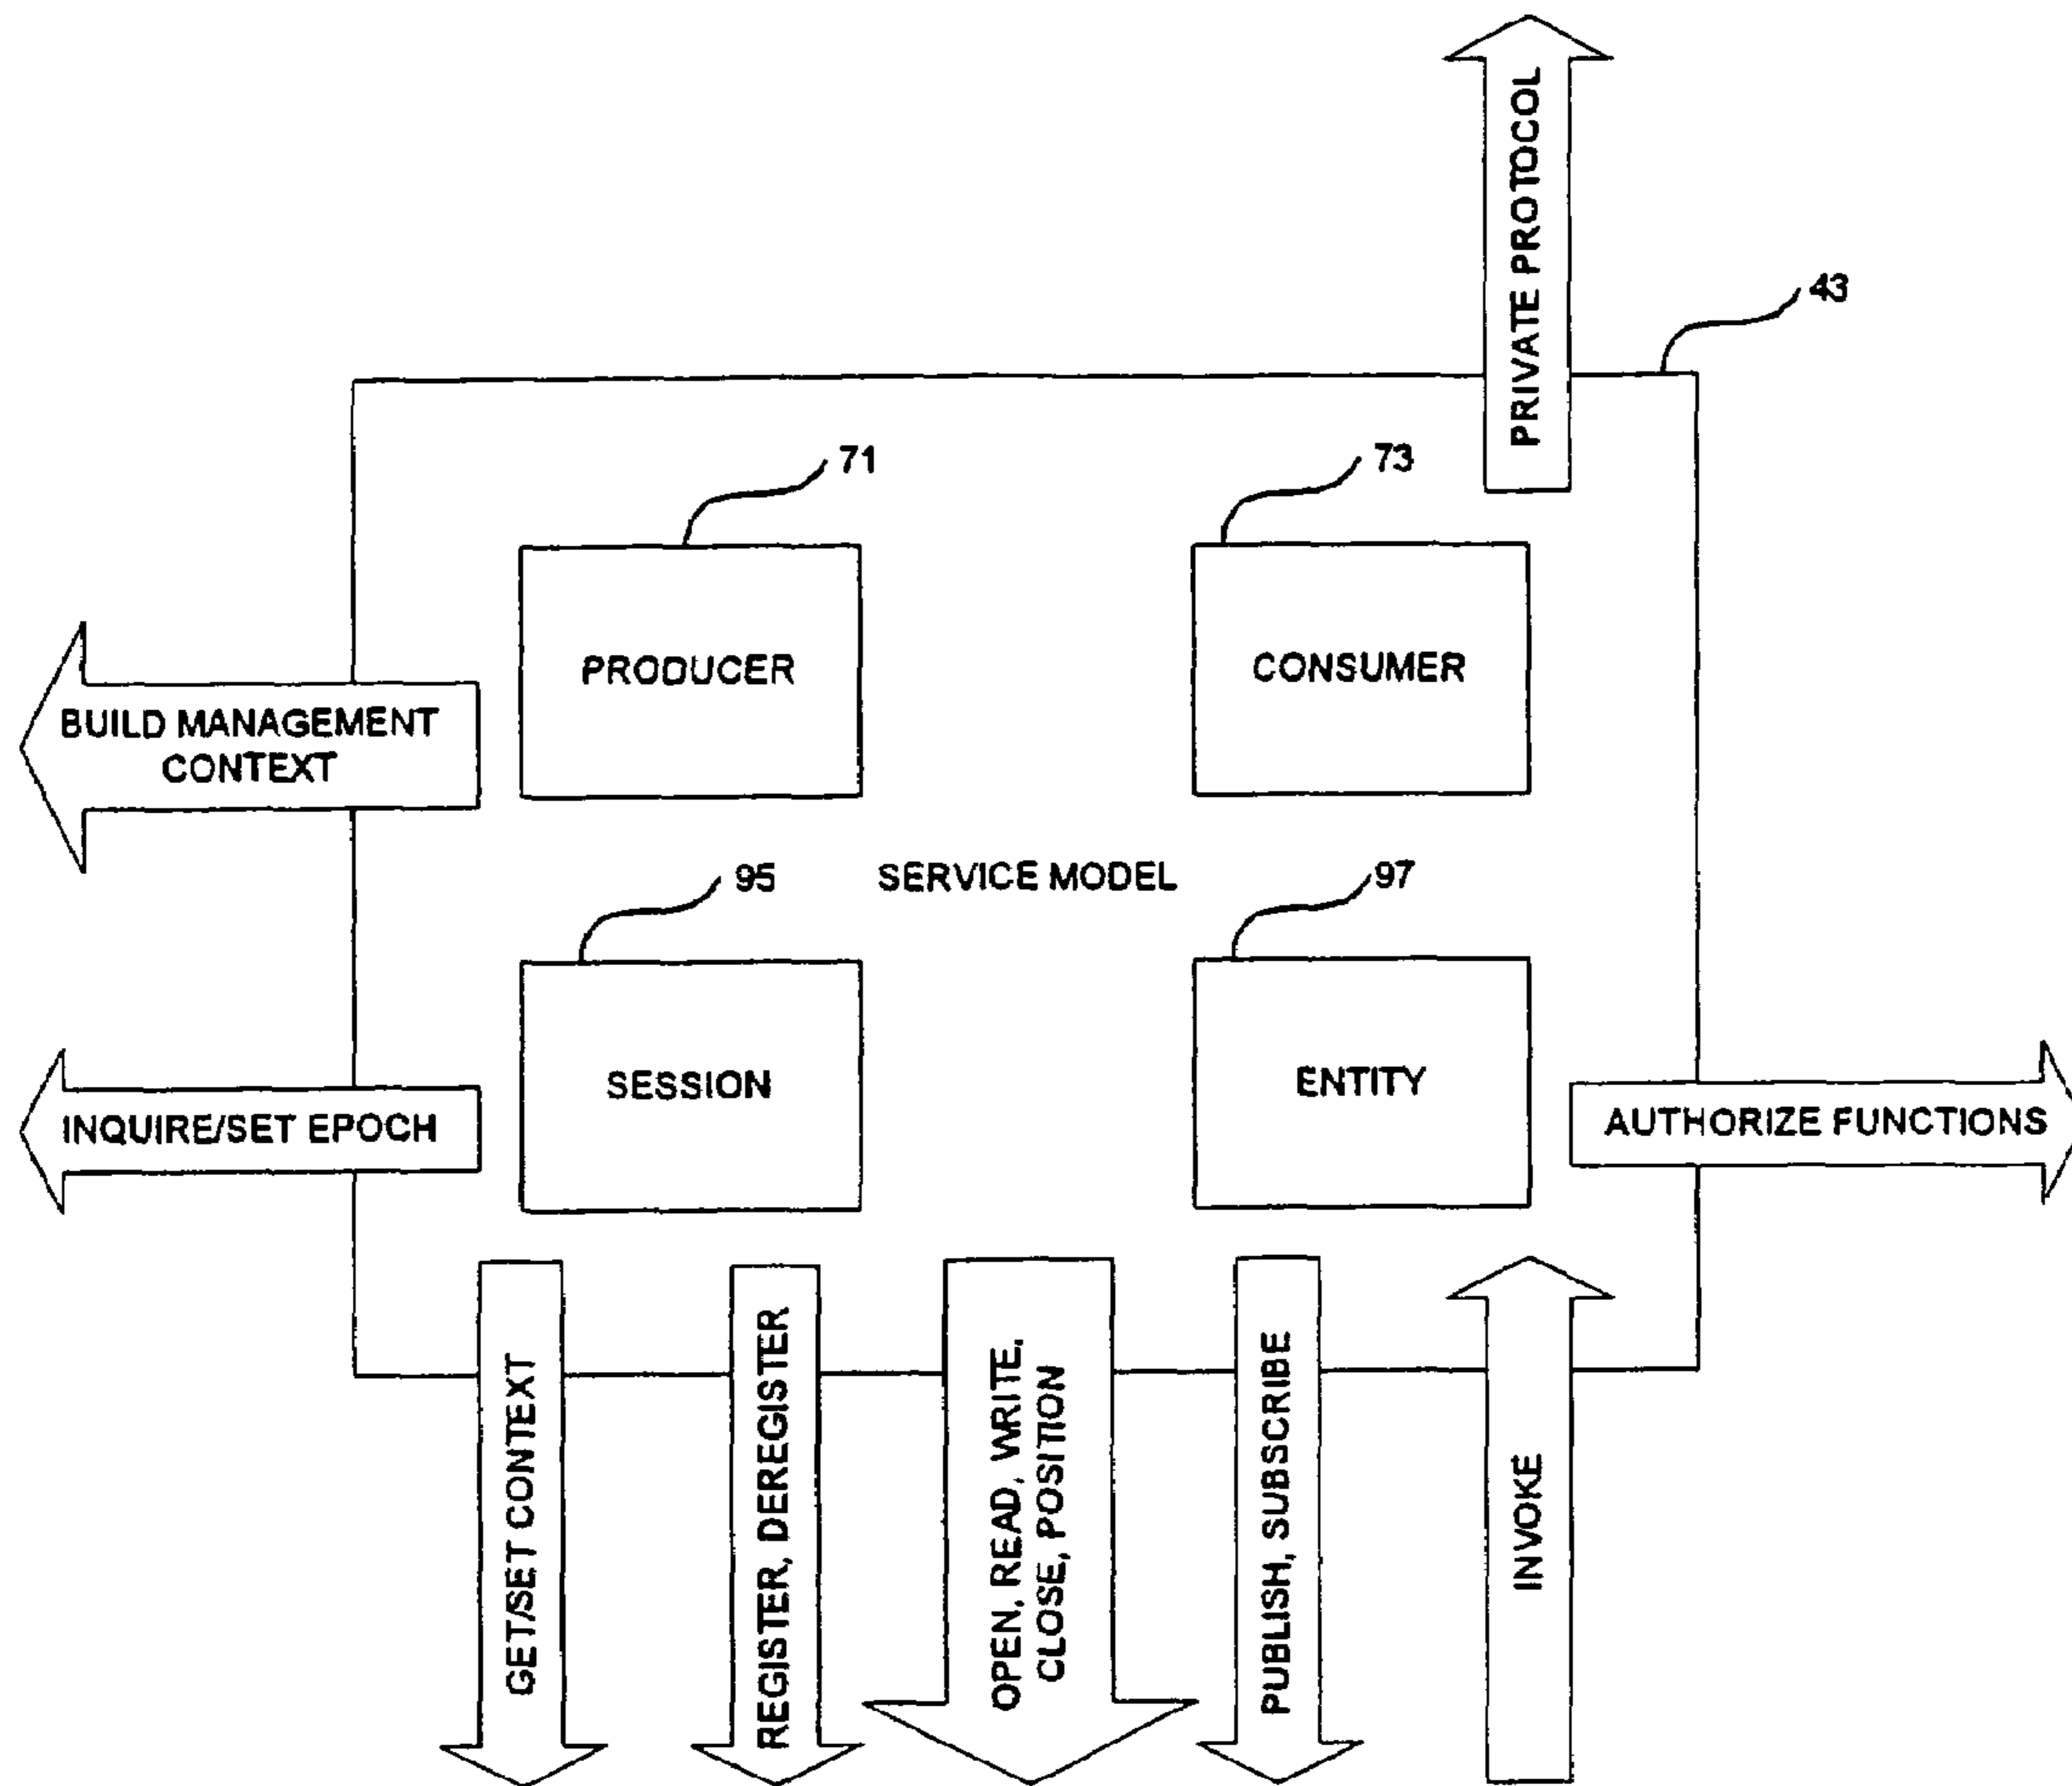 PRIVATE PROTOCOL
43
71
73
PRODUCER
CONSUMER
BUILD MANAGEMENT
CONTEXT
95
SERVICE MODEL
97
SESSION
ENTITY
INQUIRE/SET EPOCH
AUTHORIZE FUNCTIONS
GET/SET CONTEXT
REGISTER, DEREGISTER
OPEN, READ, WRITE,
CLOSE, POSITION
PUBLISH, SUBSCRIBE
INVOKE